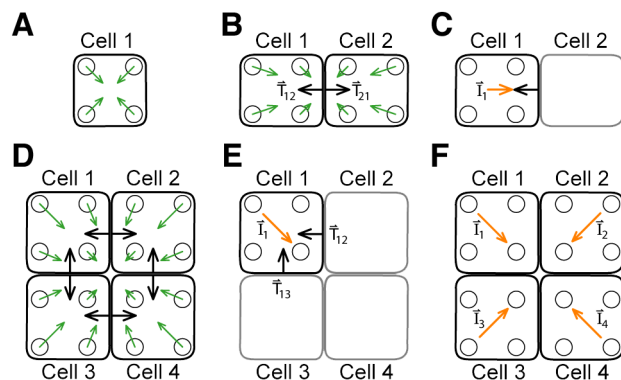 A
B
C
Cell 1
Cell 1 Cell 2
Cell 1 Cell 2
T⃗12
T⃗21
I⃗1
D
E
F
Cell 1 Cell 2
Cell 1 Cell 2
Cell 1 Cell 2
I⃗1
T⃗12
T⃗13
I⃗1
I⃗2
I⃗3
I⃗4
Cell 3 Cell 4
Cell 3 Cell 4
Cell 3 Cell 4